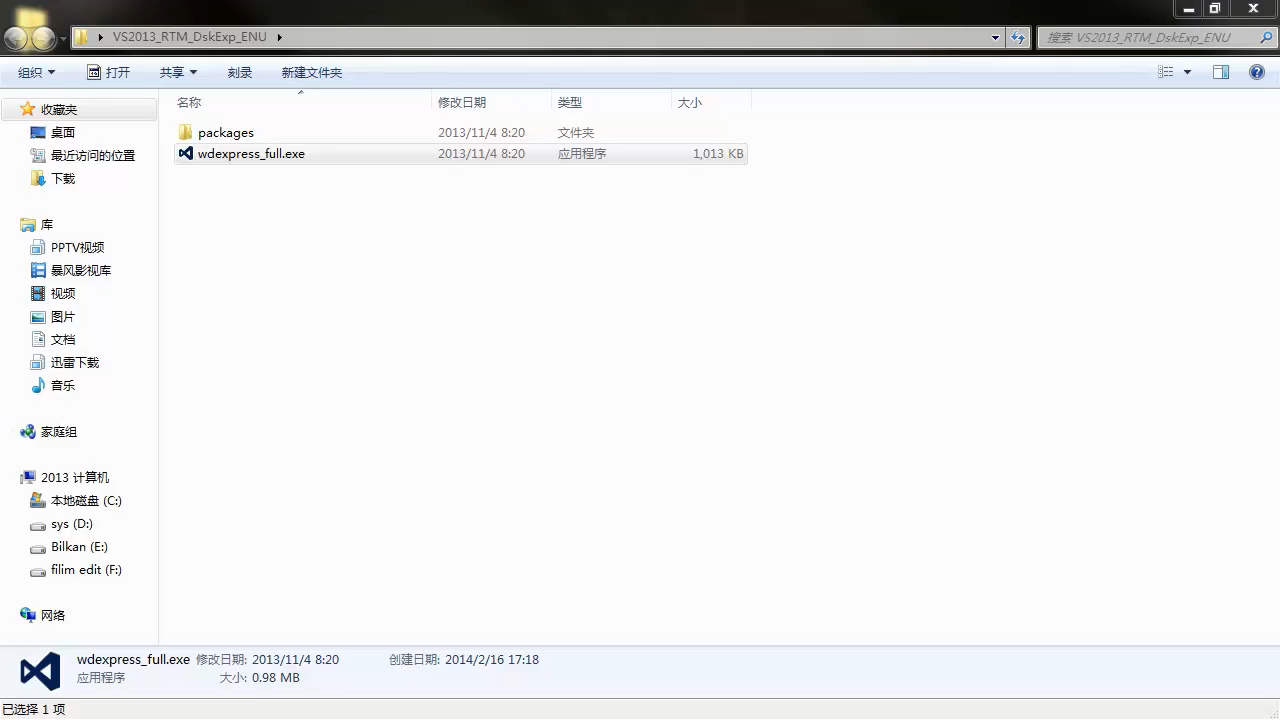 VS2013_RTM_DskExp_ENU
搜索 VS2013_RTM_DskExp_ENU
组织 打开 共享 刻录 新建文件夹
名称 修改日期 类型 大小
packages 2013/11/4 8:20 文件夹
wdexpress_full.exe 2013/11/4 8:20 应用程序 1,013 KB
收藏夹
桌面
最近访问的位置
下载
库
PPTV视频
暴风影视库
视频
图片
文档
迅雷下载
音乐
家庭组
2013 计算机
本地磁盘 (C:)
sys (D:)
Bilkan (E:)
filim edit (F:)
网络
wdexpress_full.exe 修改日期: 2013/11/4 8:20 创建日期: 2014/2/16 17:18
应用程序 大小: 0.98 MB
已选择 1 项